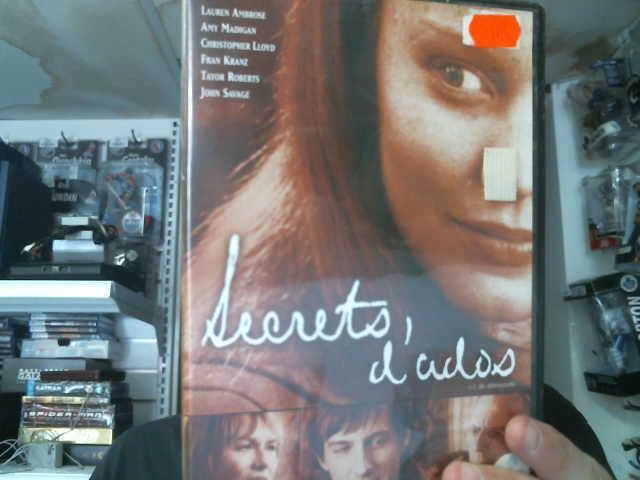 LAUREN AMBROSE
AMY MADIGAN
CHRISTOPHER LLOYD
FRAN KRANZ
TAYOR ROBERTS
JOHN SAVAGE
Secrets,
d'ados
SPIDER-MAN